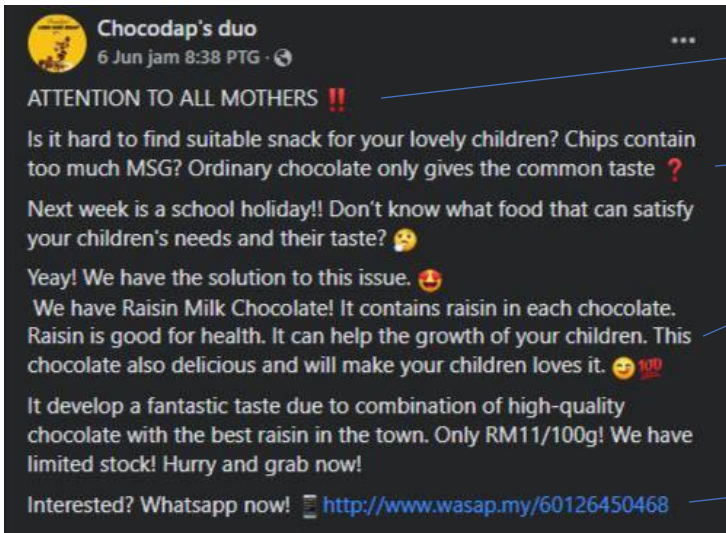 Chocodap's duo
6 Jun jam 8:38 PTG ·
ATTENTION TO ALL MOTHERS ‼️
Is it hard to find suitable snack for your lovely children? Chips contain
too much MSG? Ordinary chocolate only gives the common taste ❓
Next week is a school holiday!! Don't know what food that can satisfy
your children's needs and their taste? 🤔
Yeay! We have the solution to this issue. 🤩
We have Raisin Milk Chocolate! It contains raisin in each chocolate.
Raisin is good for health. It can help the growth of your children. This
chocolate also delicious and will make your children loves it. 😋💯
It develop a fantastic taste due to combination of high-quality
chocolate with the best raisin in the town. Only RM11/100g! We have
limited stock! Hurry and grab now!
Interested? Whatsapp now! 📱http://www.wasap.my/60126450468